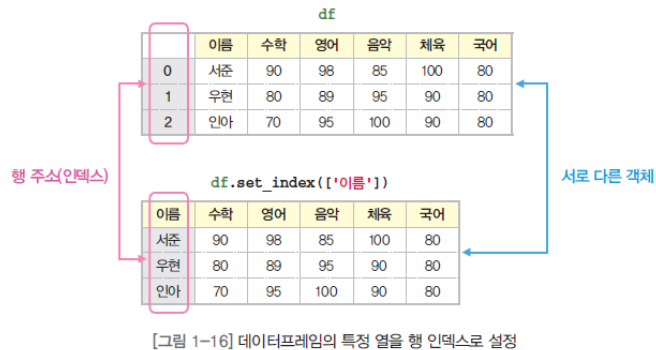 df
이름 수학 영어 음악 체육 국어
0 서준 90 98 85 100 80
1 우현 80 89 95 90 80
2 인아 70 95 100 90 80
행 주소(인덱스)
서로 다른 객체
df.set_index(['이름'])
이름 수학 영어 음악 체육 국어
서준 90 98 85 100 80
우현 80 89 95 90 80
인아 70 95 100 90 80
[그림 1-16] 데이터프레임의 특정 열을 행 인덱스로 설정